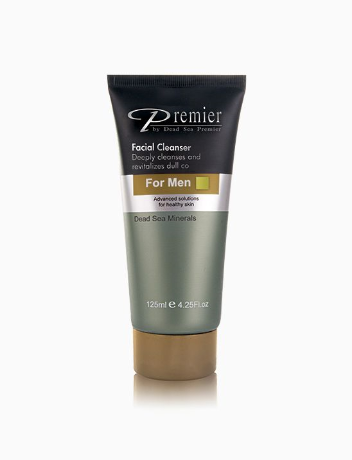 Premier
by Dead Sea Premier
Facial Cleanser
Deeply cleanses and
revitalizes dull co
For Men
Advanced solutions
for healthy skin
Dead Sea Minerals
125ml e 4.25Fl.oz